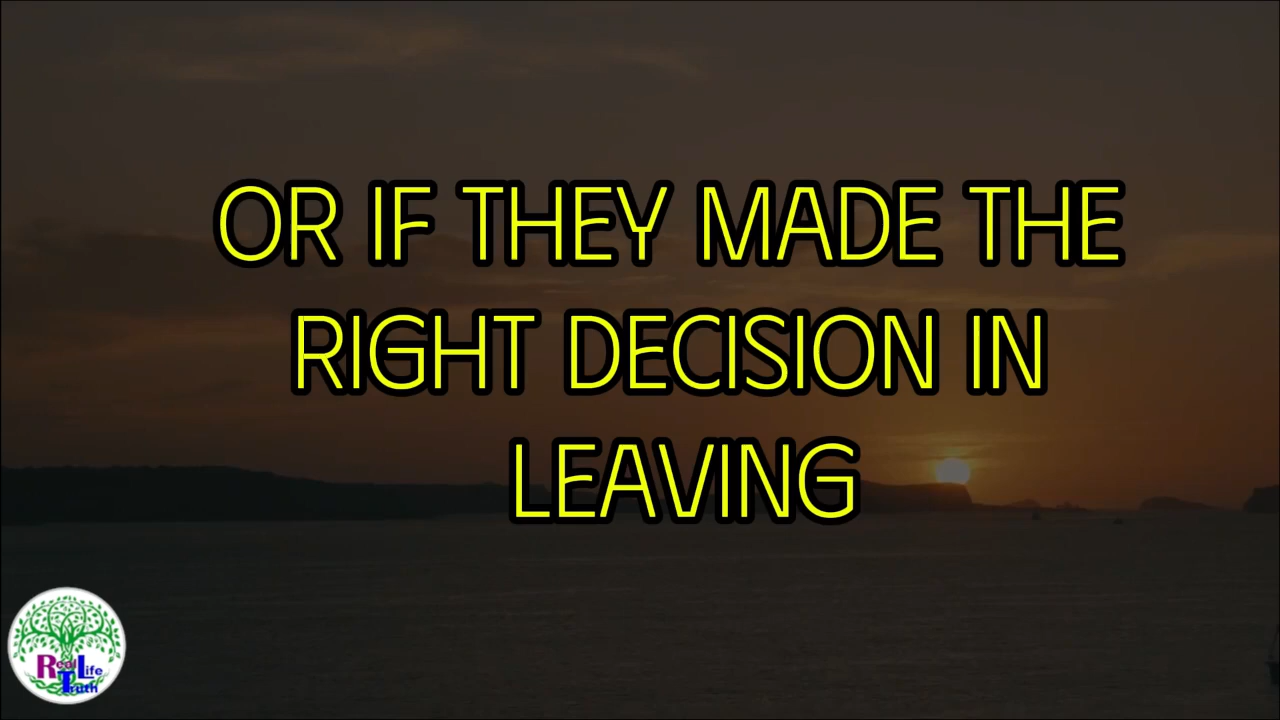 OR IF THEY MADE THE
RIGHT DECISION IN
LEAVING
Real Life
Truth